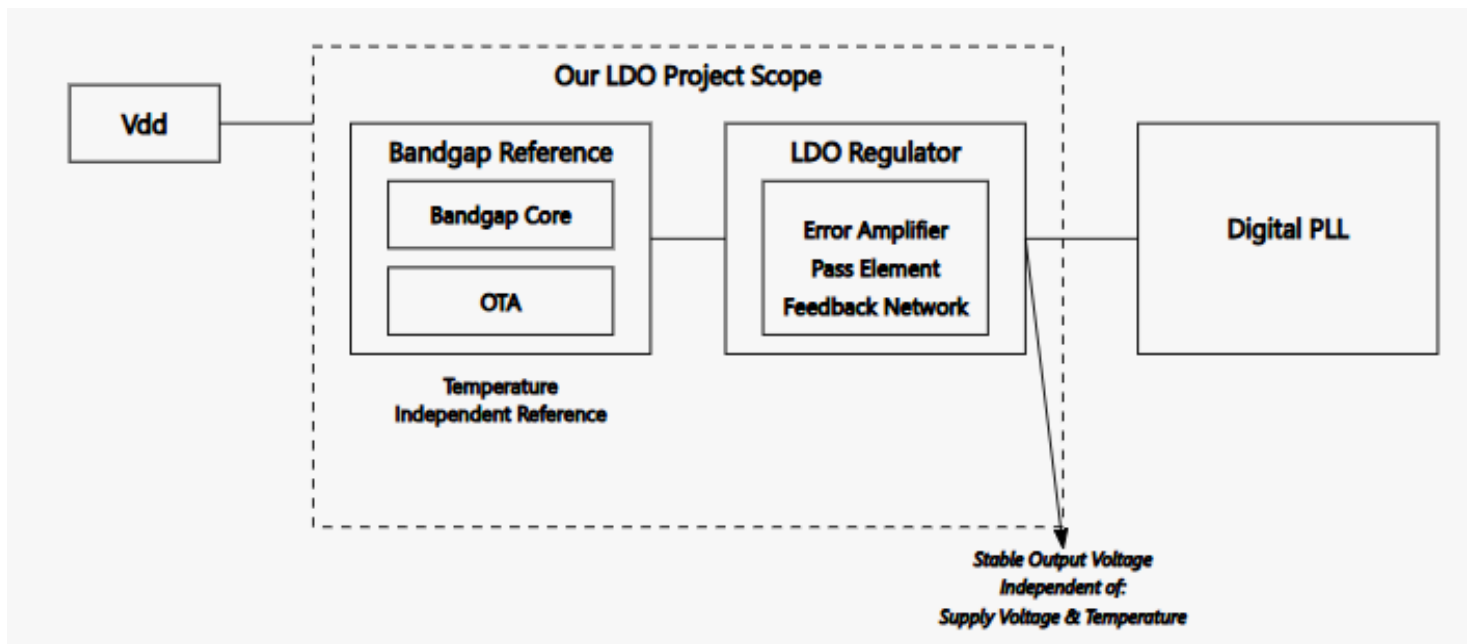 Our LDO Project Scope
Vdd
Bandgap Reference
Bandgap Core
OTA
Temperature
Independent Reference
LDO Regulator
Error Amplifier
Pass Element
Feedback Network
Digital PLL
Stable Output Voltage
Independent of:
Supply Voltage & Temperature